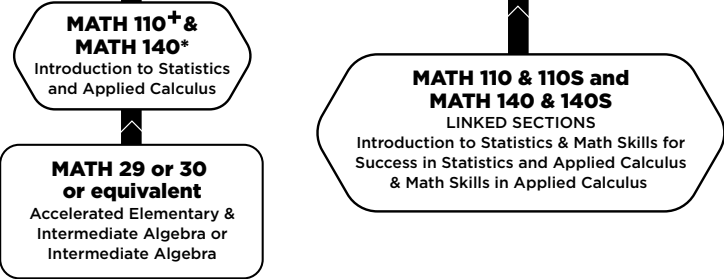 MATH 110+ &
MATH 140*
Introduction to Statistics
and Applied Calculus
MATH 29 or 30
or equivalent
Accelerated Elementary &
Intermediate Algebra or
Intermediate Algebra
MATH 110 & 110S and
MATH 140 & 140S
LINKED SECTIONS
Introduction to Statistics & Math Skills for
Success in Statistics and Applied Calculus
& Math Skills in Applied Calculus